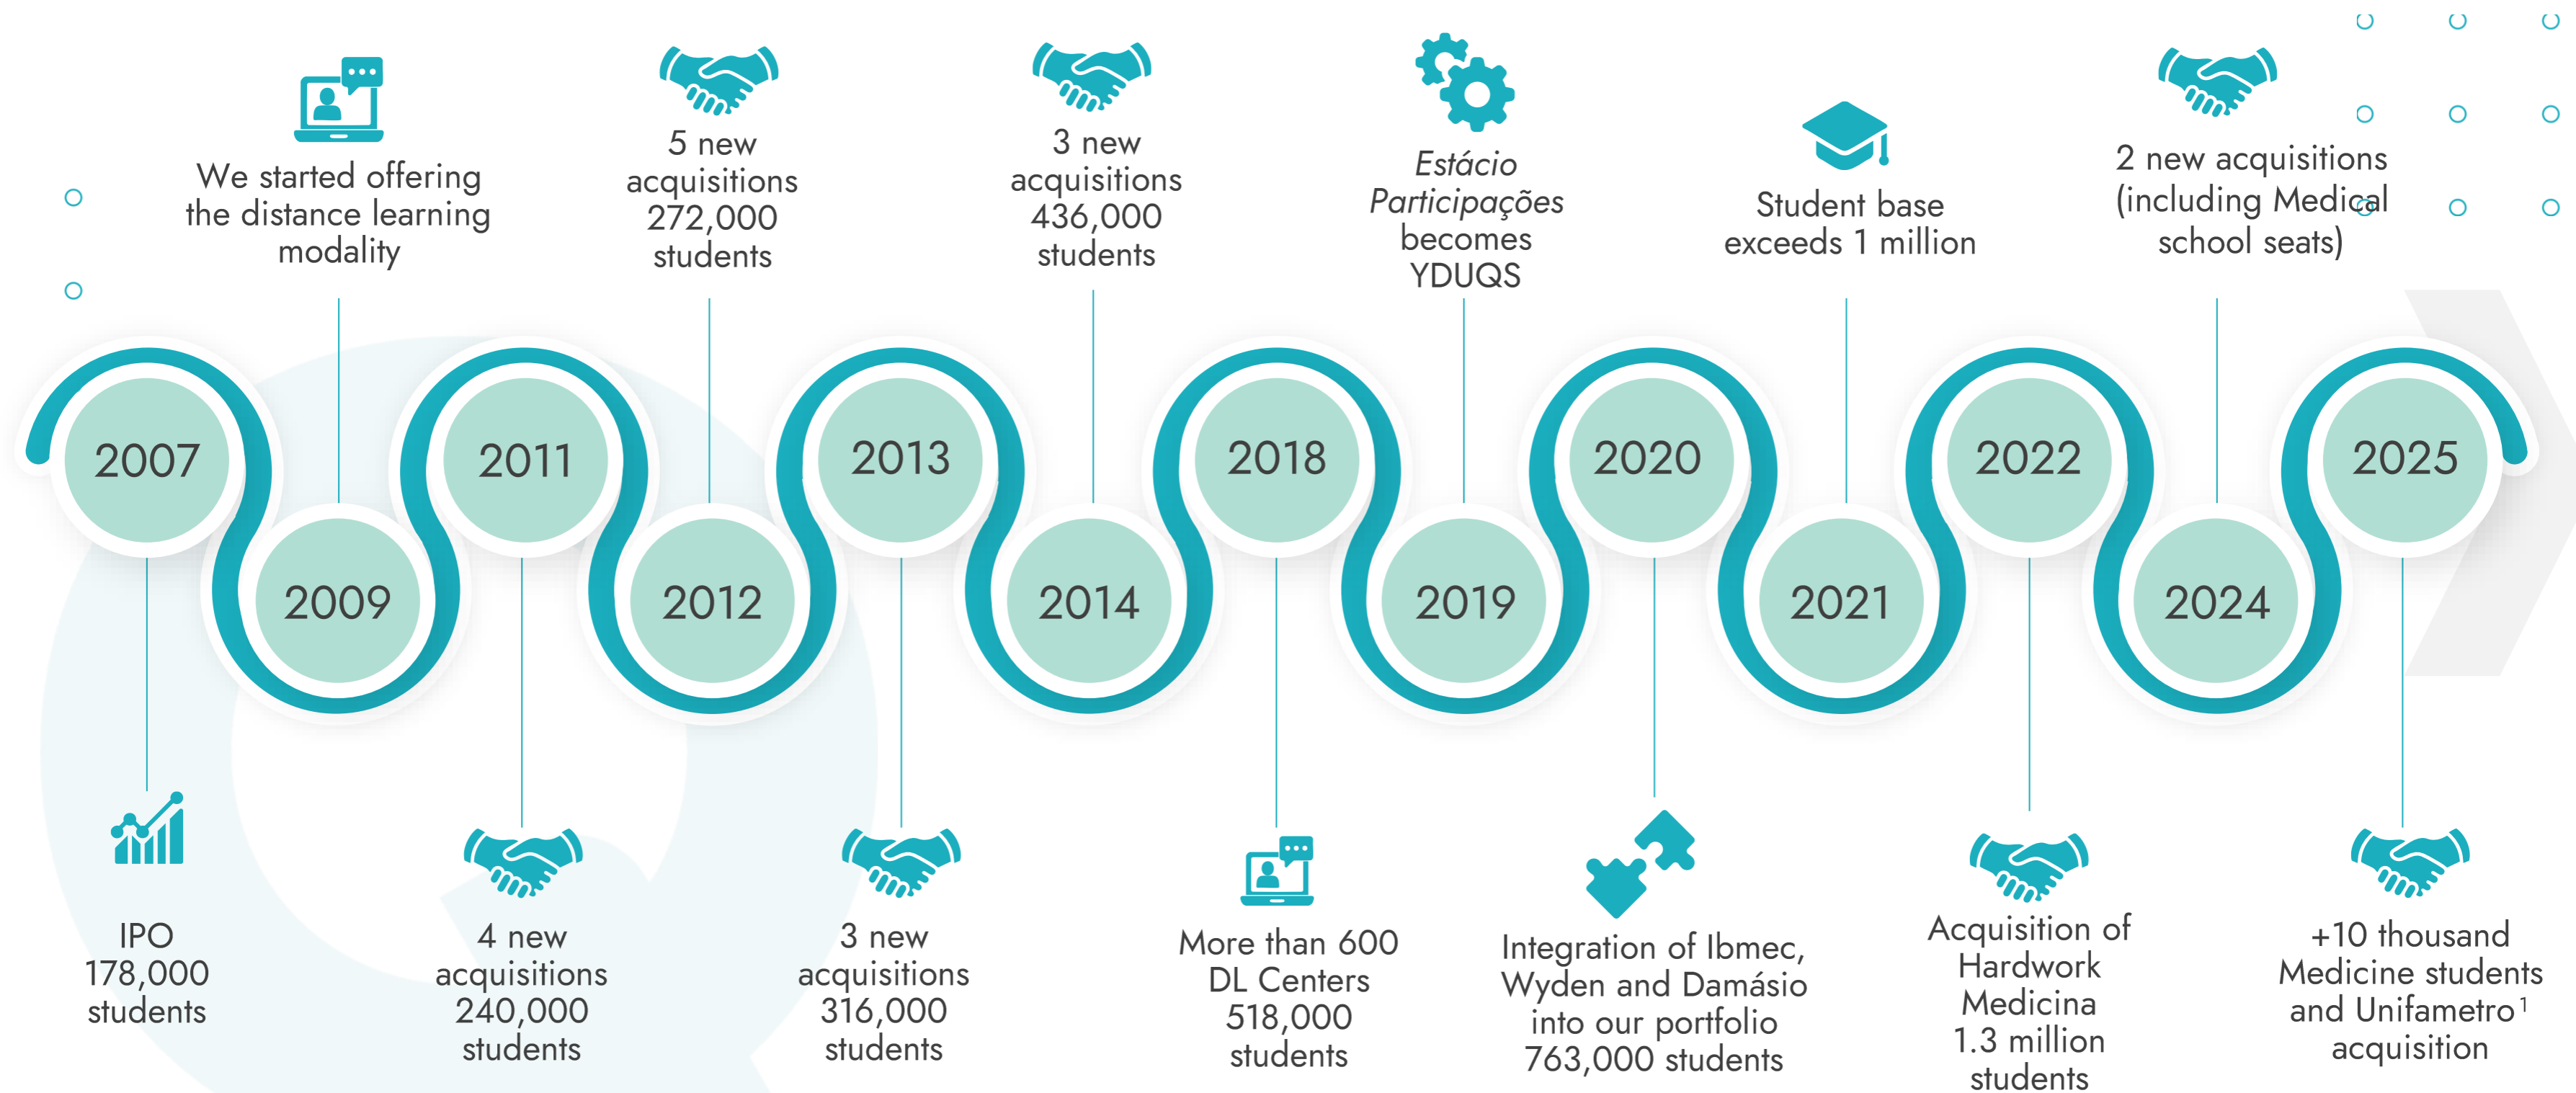 We started offering
the distance learning
modality
5 new
acquisitions
272,000
students
3 new
acquisitions
436,000
students
Estácio
Participações
becomes
YDUQS
Student base
exceeds 1 million
2 new acquisitions
(including Medical
school seats)
2007
2009
2011
2012
2013
2014
2018
2019
2020
2021
2022
2024
2025
IPO
178,000
students
4 new
acquisitions
240,000
students
3 new
acquisitions
316,000
students
More than 600
DL Centers
518,000
students
Integration of Ibmec,
Wyden and Damásio
into our portfolio
763,000 students
Acquisition of
Hardwork
Medicina
1.3 million
students
+10 thousand
Medicine students
and Unifametro¹
acquisition